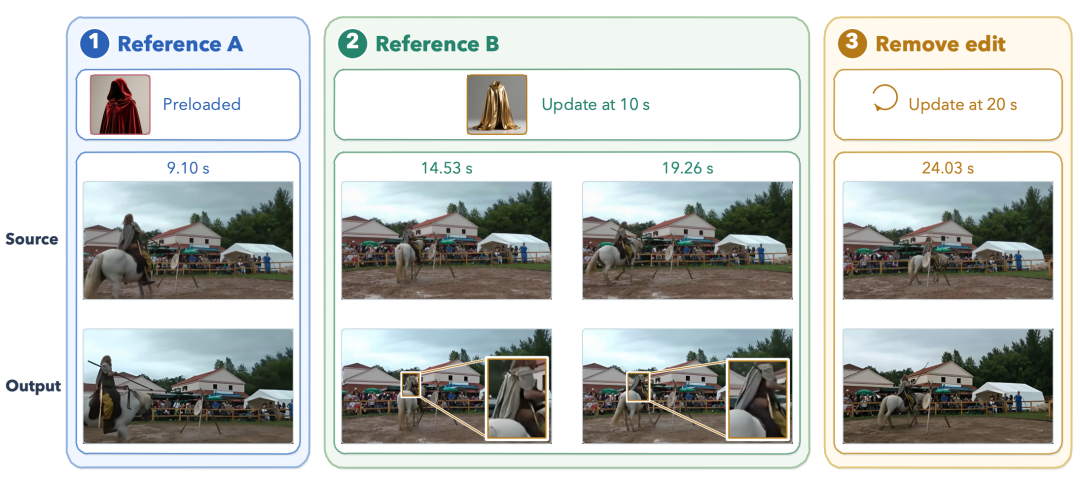 1 Reference A
Preloaded
9.10 s
2 Reference B
Update at 10 s
14.53 s
19.26 s
3 Remove edit
Update at 20 s
24.03 s
Source
Output